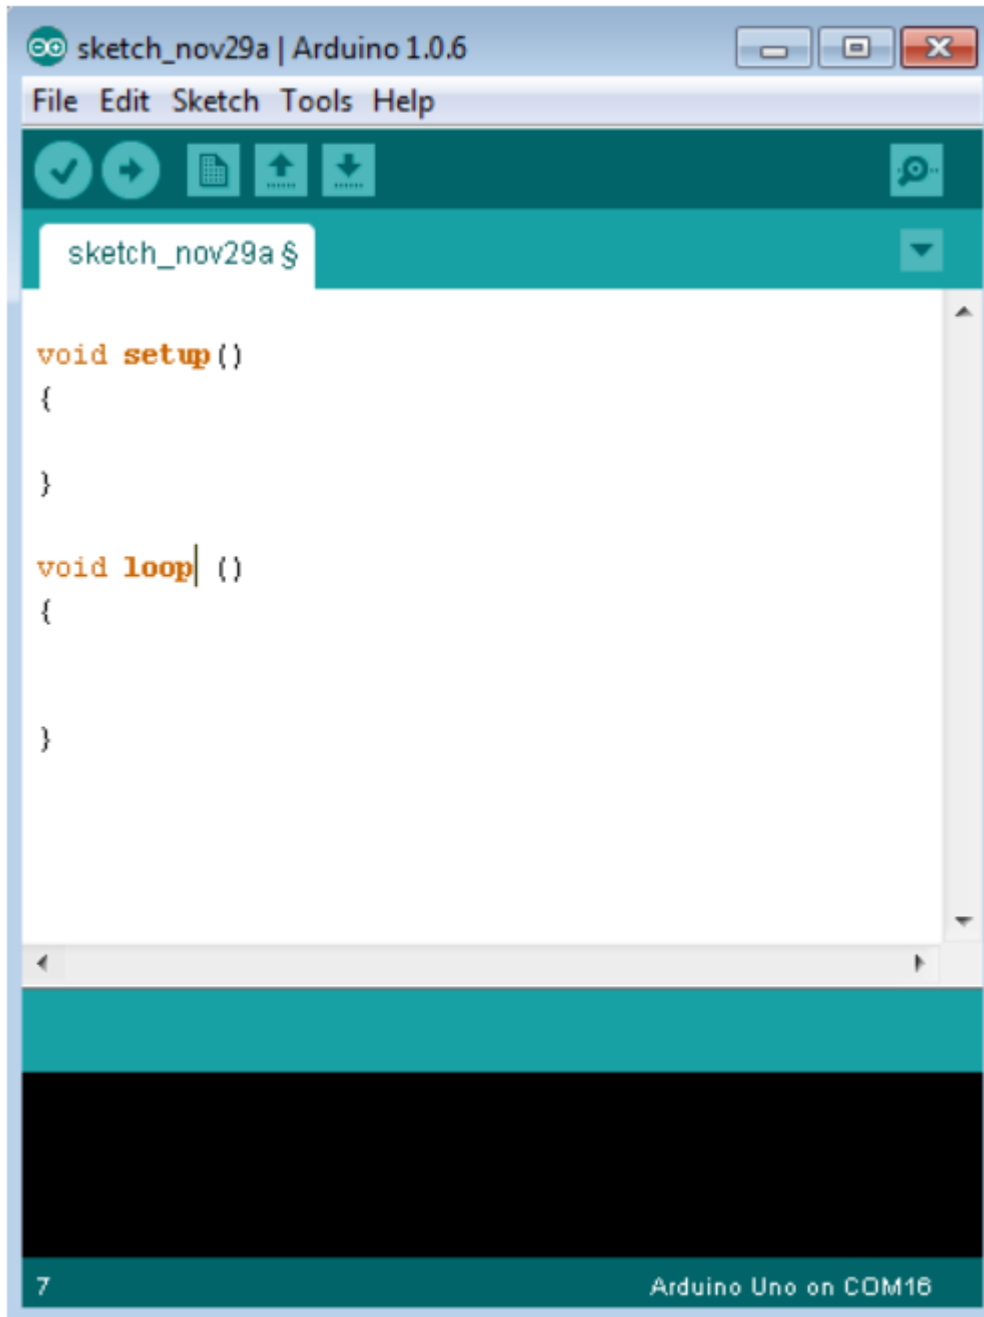 sketch_nov29a | Arduino 1.0.6
File Edit Sketch Tools Help
sketch_nov29a §
void setup()
{
}
void loop ()
{
}
7 Arduino Uno on COM16